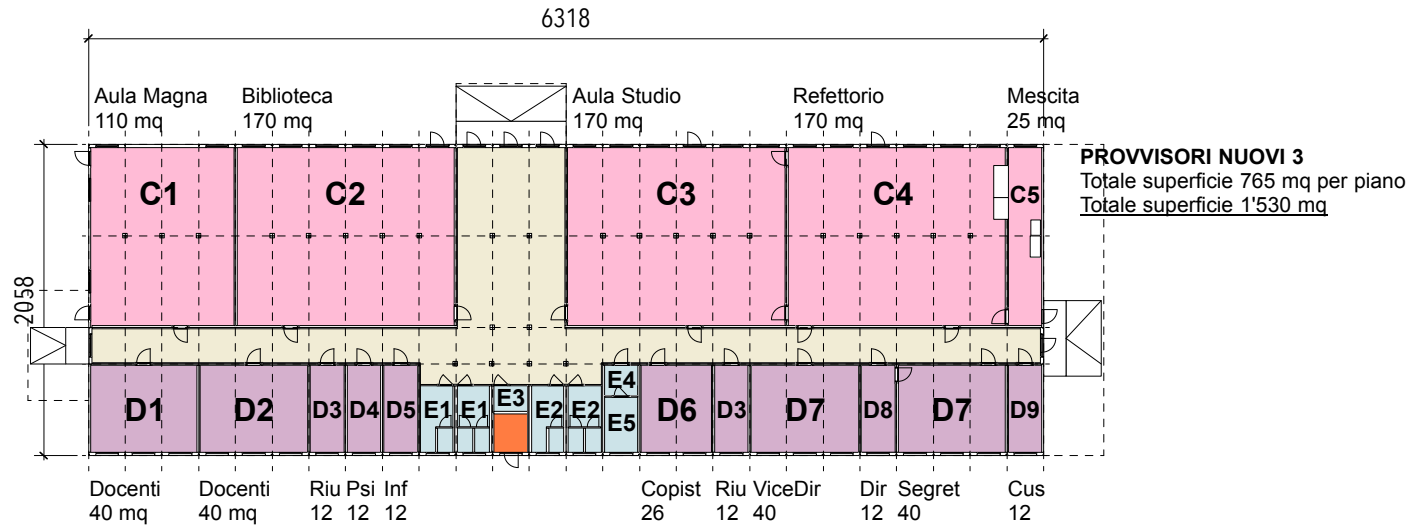 6318
Aula Magna
110 mq
Biblioteca
170 mq
Aula Studio
170 mq
Refettorio
170 mq
Mescita
25 mq
PROVVISORI NUOVI 3
Totale superficie 765 mq per piano
Totale superficie 1'530 mq
2058
C1
C2
C3
C4
C5
D1
D2
D3
D4
D5
E1
E1
E3
E2
E2
E4
E5
D6
D3
D7
D8
D7
D9
Docenti
40 mq
Docenti
40 mq
Riu
12
Psi
12
Inf
12
Copist
26
Riu
12
ViceDir
40
Dir
12
Segret
40
Cus
12